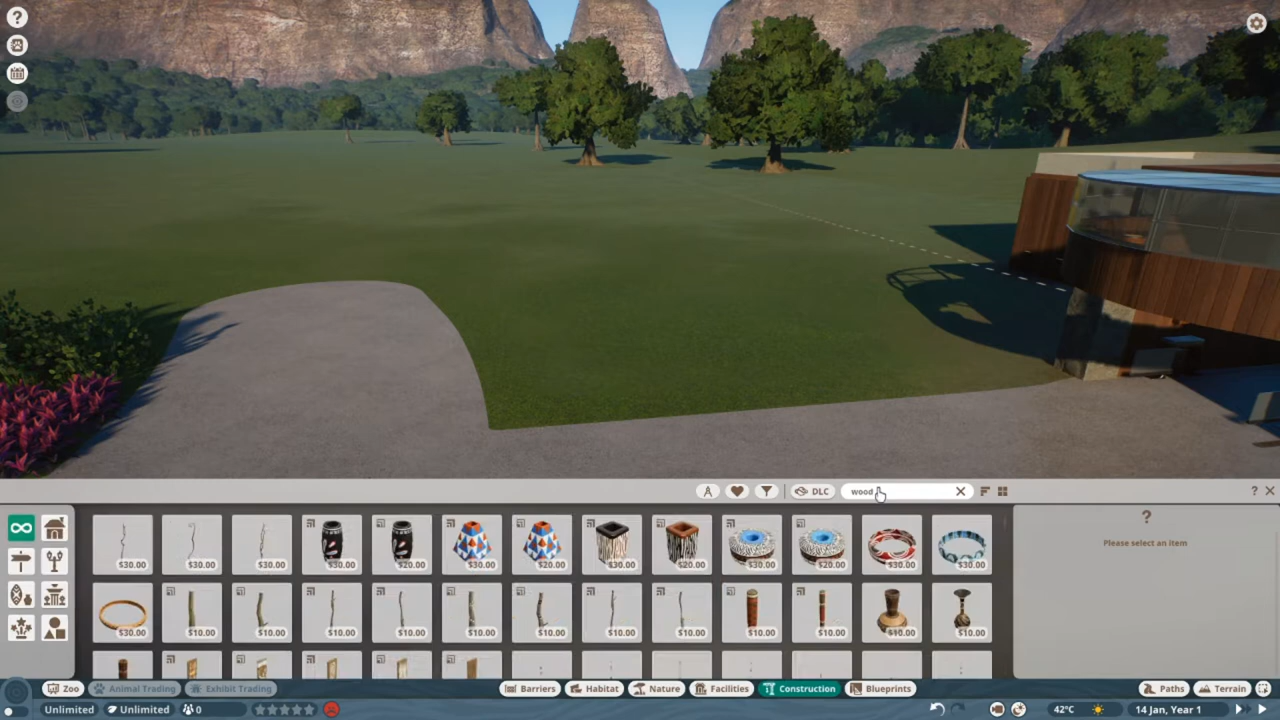 DLC
wood
?
Please select an item
$30.00 $30.00 $30.00 $30.00 $20.00 $30.00 $20.00 $30.00 $20.00 $30.00 $20.00 $30.00 $30.00
$30.00 $10.00 $10.00 $10.00 $10.00 $10.00 $10.00 $10.00 $10.00 $10.00 $10.00 $10.00 $10.00
Zoo Animal Trading Exhibit Trading Barriers Habitat Nature Facilities Construction Blueprints Paths Terrain
Unlimited Unlimited 0 42°C 14 Jan, Year 1